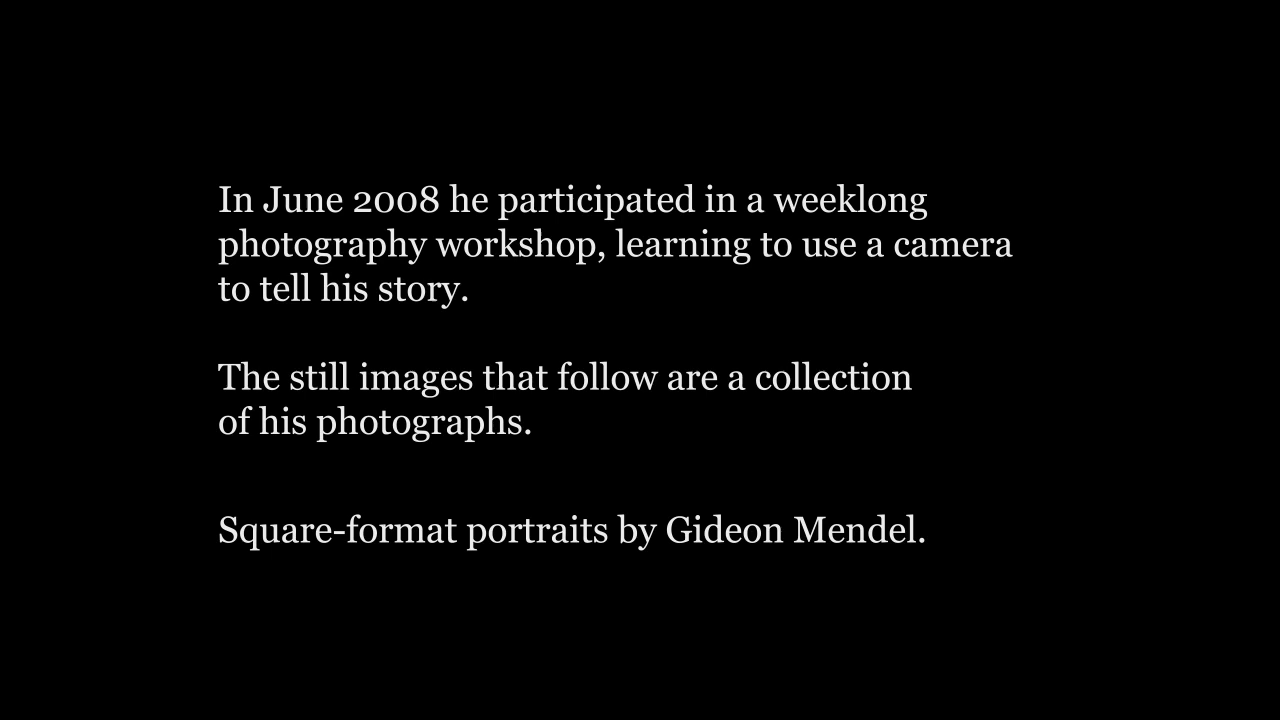 In June 2008 he participated in a weeklong
photography workshop, learning to use a camera
to tell his story.
The still images that follow are a collection
of his photographs.
Square-format portraits by Gideon Mendel.